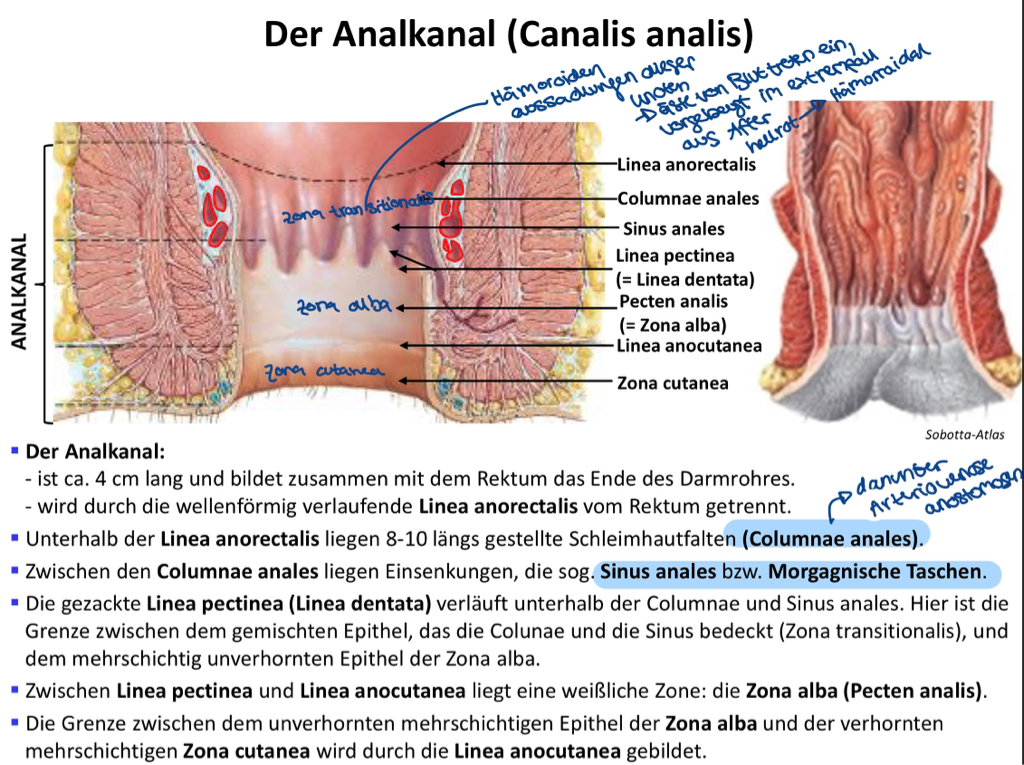 Der Analkanal (Canalis analis)
Hämoroiden
aussackungen dieser
unoten
→ Dāsk von Blut treten ein,
vorgebeugt im extremfall
aus After
hellrot → Hämorraidal
ANALKANAL
zona transitionalis
zona alba
Zona cutanea
Linea anorectalis
Columnae anales
Sinus anales
Linea pectinea
(= Linea dentata)
Pecten analis
(= Zona alba)
Linea anocutanea
Zona cutanea
Sobotta-Atlas
darunter
Arteriovenöse
anastomosen
▪ Der Analkanal:
- ist ca. 4 cm lang und bildet zusammen mit dem Rektum das Ende des Darmrohres.
- wird durch die wellenförmig verlaufende Linea anorectalis vom Rektum getrennt.
▪ Unterhalb der Linea anorectalis liegen 8-10 längs gestellte Schleimhautfalten (Columnae anales).
▪ Zwischen den Columnae anales liegen Einsenkungen, die sog. Sinus anales bzw. Morgagnische Taschen.
▪ Die gezackte Linea pectinea (Linea dentata) verläuft unterhalb der Columnae und Sinus anales. Hier ist die
Grenze zwischen dem gemischten Epithel, das die Colunae und die Sinus bedeckt (Zona transitionalis), und
dem mehrschichtig unverhornten Epithel der Zona alba.
▪ Zwischen Linea pectinea und Linea anocutanea liegt eine weißliche Zone: die Zona alba (Pecten analis).
▪ Die Grenze zwischen dem unverhornten mehrschichtigen Epithel der Zona alba und der verhornten
mehrschichtigen Zona cutanea wird durch die Linea anocutanea gebildet.